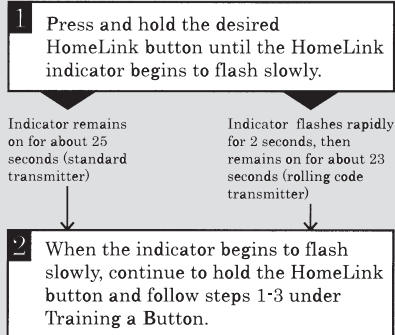 1 Press and hold the desired
HomeLink button until the HomeLink
indicator begins to flash slowly.
Indicator remains
on for about 25
seconds (standard
transmitter)
Indicator flashes rapidly
for 2 seconds, then
remains on for about 23
seconds (rolling code
transmitter)
2 When the indicator begins to flash
slowly, continue to hold the HomeLink
button and follow steps 1-3 under
Training a Button.